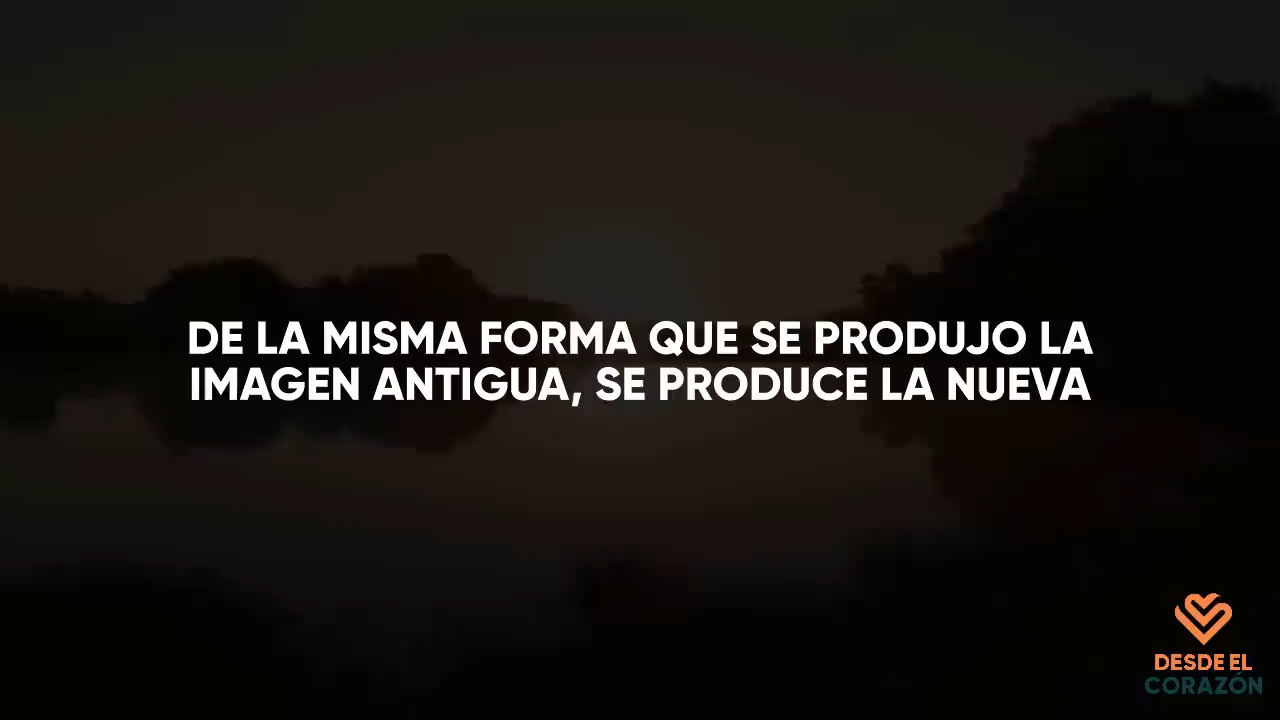 DE LA MISMA FORMA QUE SE PRODUJO LA
IMAGEN ANTIGUA, SE PRODUCE LA NUEVA
DESDE EL
CORAZÓN